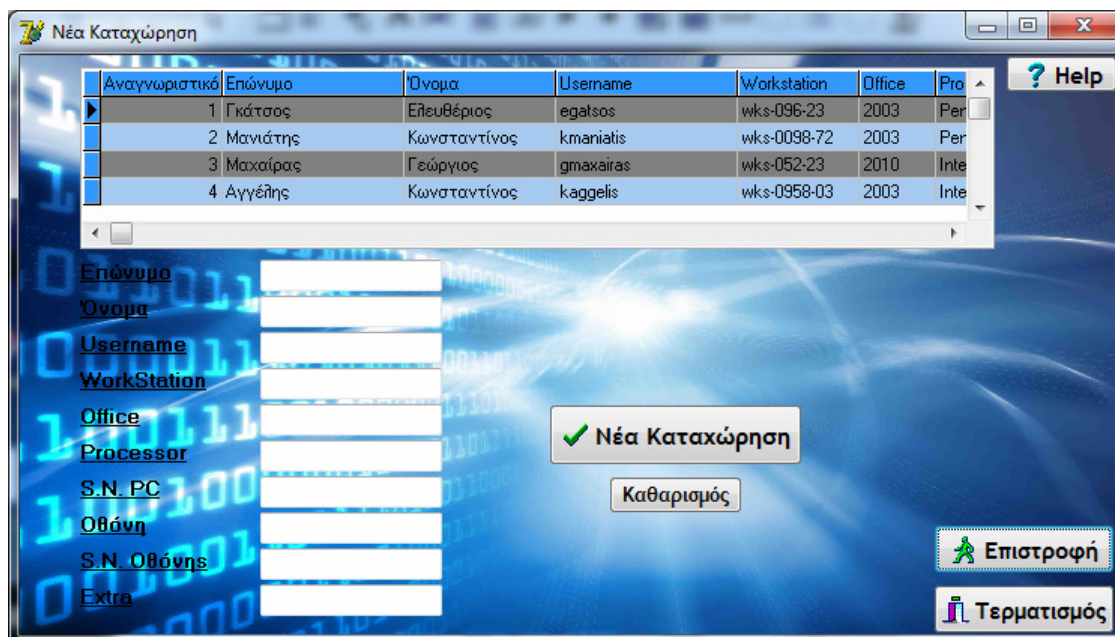 Νέα Καταχώρηση
Αναγνωριστικό Επώνυμο Όνομα Username Workstation Office Pro
Help
1 Γκάτσος Ελευθέριος egatsos wks-096-23 2003 Per
2 Μανιάτης Κωνσταντίνος kmaniatis wks-0098-72 2003 Per
3 Μαχαίρας Γεώργιος gmaxairas wks-052-23 2010 Inte
4 Αγγέλης Κωνσταντίνος kaggelis wks-0958-03 2003 Inte
Επώνυμο
Όνομα
Username
WorkStation
Office
Processor
S.N. PC
Οθόνη
S.N. Οθόνης
Extra
Νέα Καταχώρηση
Καθαρισμός
Επιστροφή
Τερματισμός